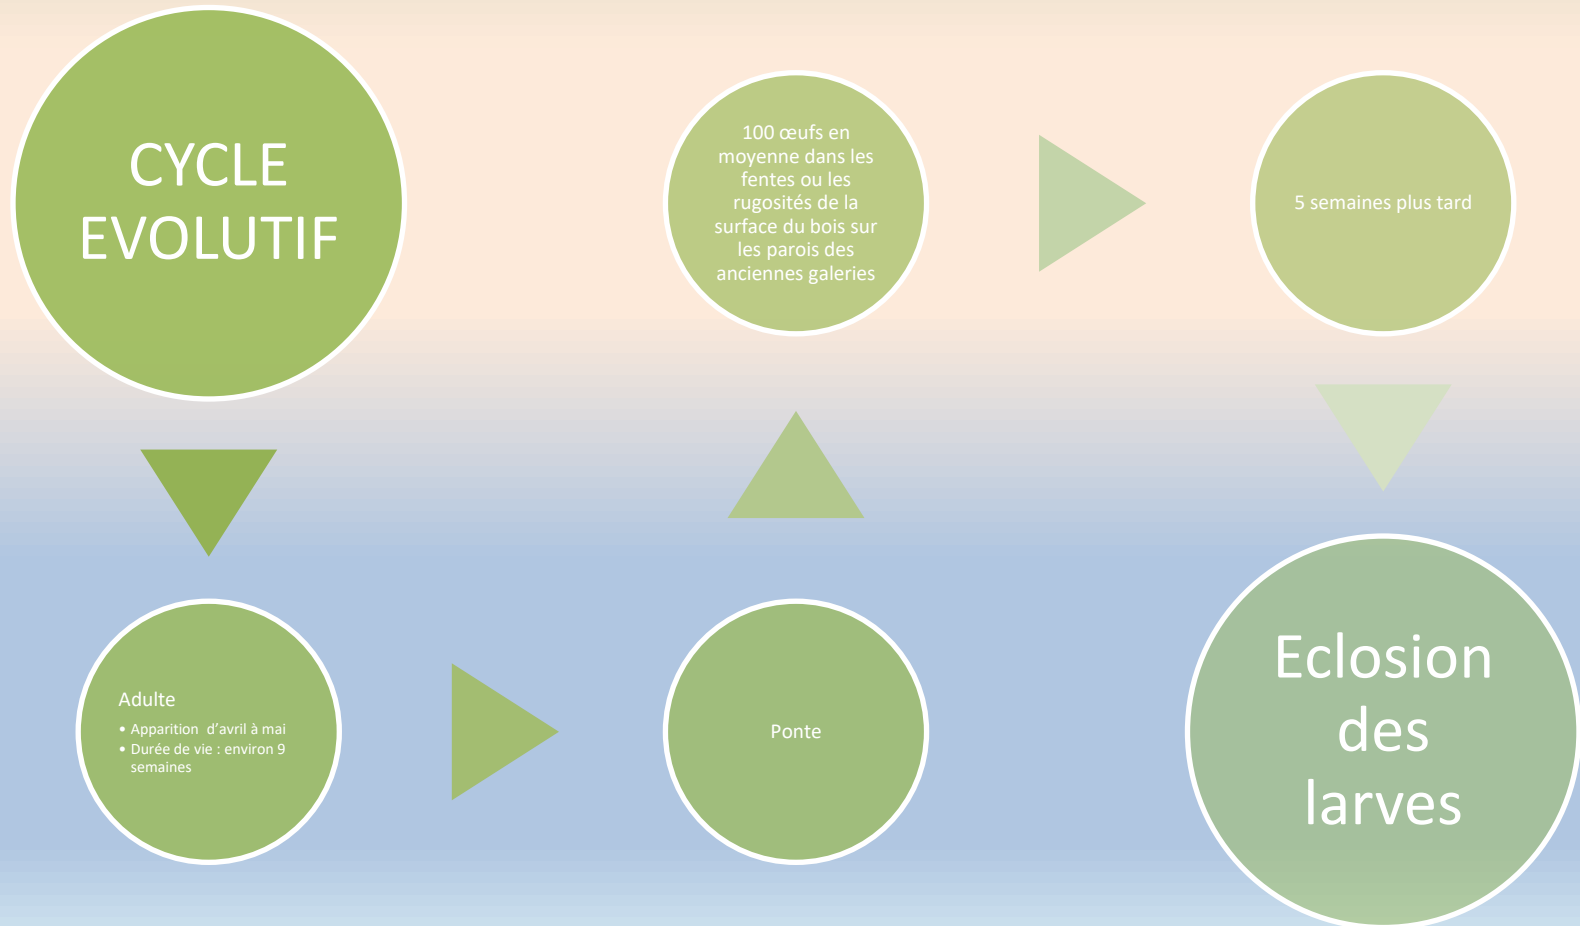 CYCLE
EVOLUTIF
Adulte
• Apparition d'avril à mai
• Durée de vie : environ 9
semaines
Ponte
100 œufs en
moyenne dans les
fentes ou les
rugosités de la
surface du bois sur
les parois des
anciennes galeries
5 semaines plus tard
Eclosion
des
larves